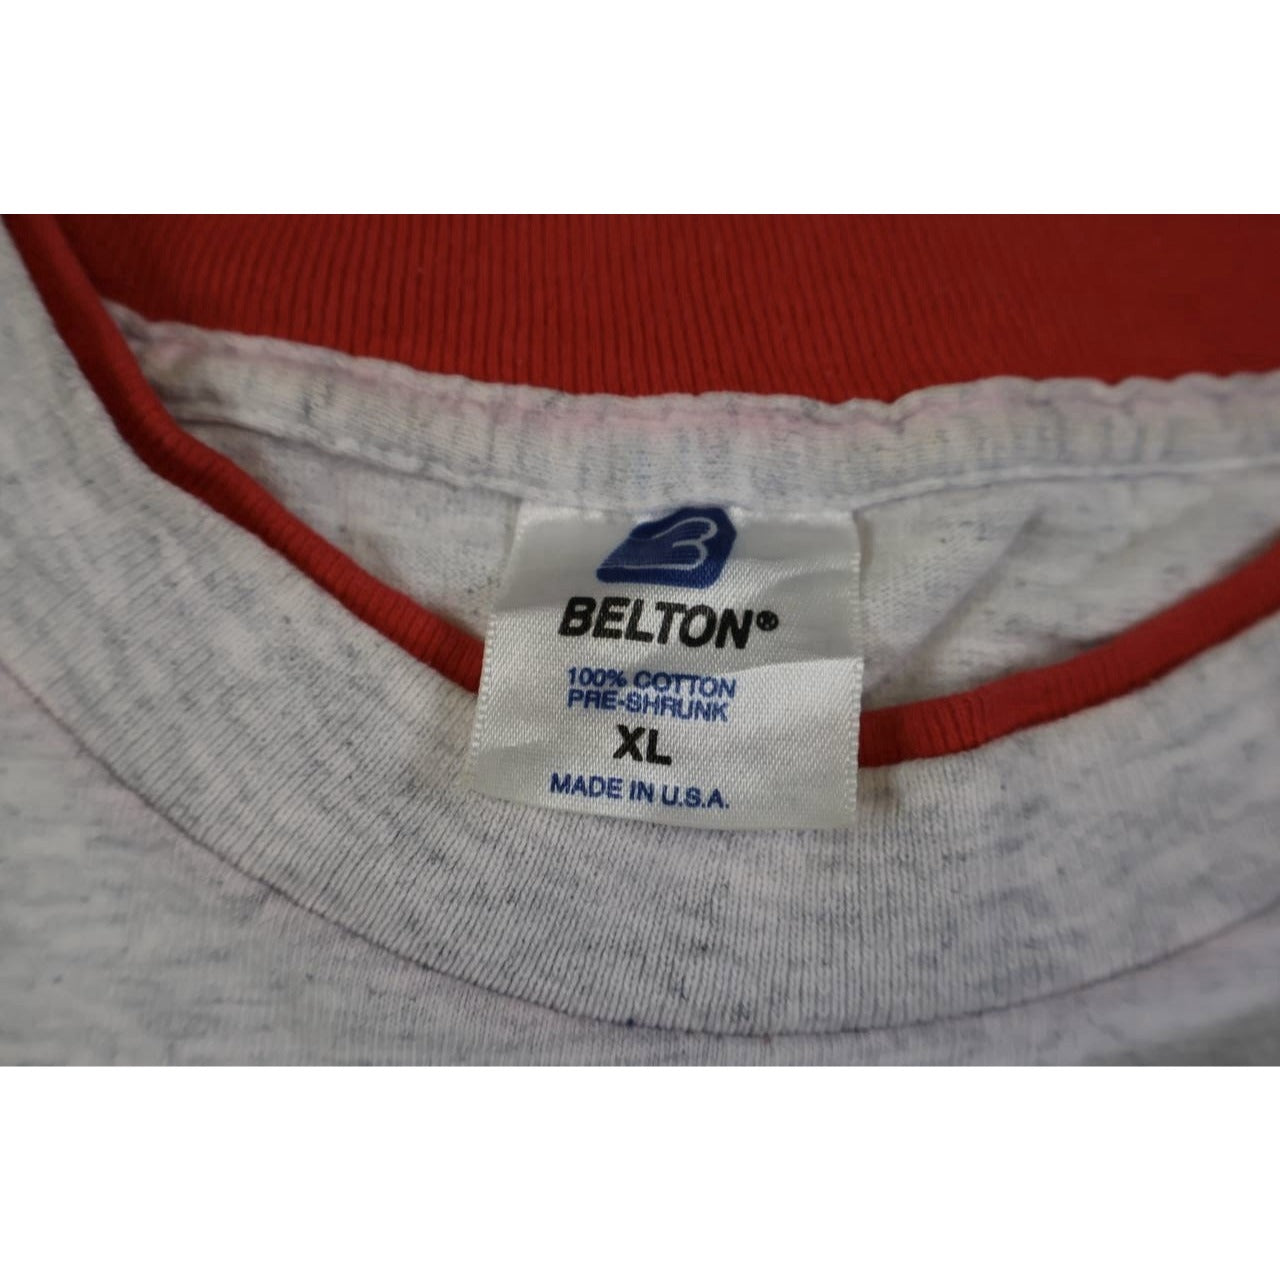 BELTON®
100% COTTON
PRE-SHRUNK
XL
MADE IN U.S.A.